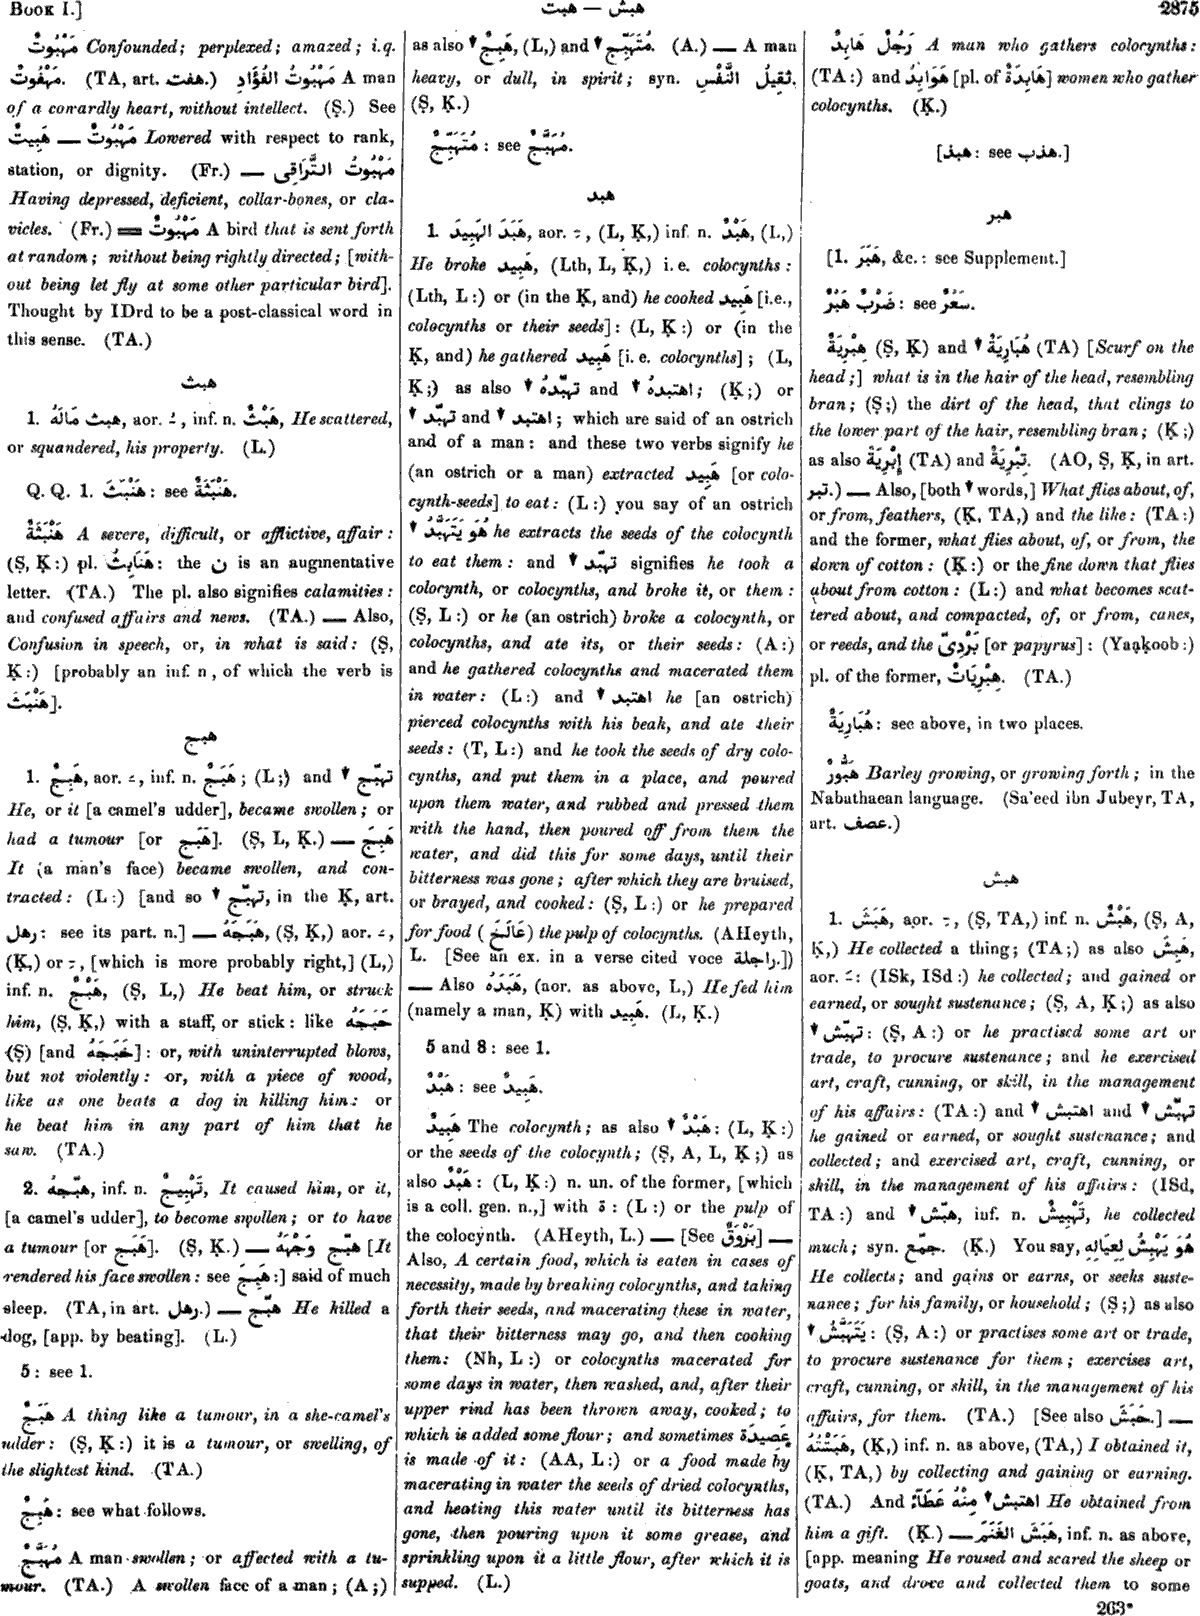 BOOK I.]
هبت — هبش
2875
مَهْبُوتٌ Confounded; perplexed; amazed; i.q.
مَهْفُوتٌ. (TA, art. هفت.) مَهْبُوتُ الفُؤَادِ A man
of a cowardly heart, without intellect. (Ṣ.) See
هَبِيتٌ — مَهْبُوتٌ Lowered with respect to rank,
station, or dignity. (Fr.) — مَهْبُوتُ التَّرَاقِى
Having depressed, deficient, collar-bones, or cla-
vicles. (Fr.) = مَهْبُوتٌ A bird that is sent forth
at random; without being rightly directed; [with-
out being let fly at some other particular bird].
Thought by IDrd to be a post-classical word in
this sense. (TA.)
هبث
1. هبث مَالَهُ, aor. ـُ, inf. n. هَبْثٌ, He scattered,
or squandered, his property. (L.)
Q. Q. 1. هَنْبَثَ: see هَنْبَثَةٌ.
هَنْبَثَةٌ A severe, difficult, or afflictive, affair:
(Ṣ, Ḳ:) pl. هَنَابِثُ: the ن is an augmentative
letter. (TA.) The pl. also signifies calamities:
and confused affairs and news. (TA.) — Also,
Confusion in speech, or, in what is said: (Ṣ,
Ḳ:) [probably an inf. n, of which the verb is
هَنْبَثَ].
هبج
1. هَبِجَ, aor. ـَ, inf. n. هَبَجٌ; (L;) and ▼ تهبّج
He, or it [a camel's udder], became swollen; or
had a tumour [or هَبَج]. (Ṣ, L, Ḳ.) — هَبِجَ
It (a man's face) became swollen, and con-
tracted: (L:) [and so ▼ تهبّج, in the Ḳ, art.
رهل: see its part. n.] — هَبَجَهُ, (Ṣ, Ḳ,) aor. ـَ,
(Ḳ,) or ـِ, [which is more probably right,] (L,)
inf. n. هَبْجٌ, (Ṣ, L,) He beat him, or struck
him, (Ṣ, Ḳ,) with a staff, or stick: like حَبَجَهُ
(Ṣ) [and خَبَجَهُ]: or, with uninterrupted blows,
but not violently: or, with a piece of wood,
like as one beats a dog in killing him: or
he beat him in any part of him that he
saw. (TA.)
2. هبّجهُ, inf. n. تَهْبِيجٌ, It caused him, or it,
[a camel's udder], to become swollen; or to have
a tumour [or هَبَج]. (Ṣ, Ḳ.) — هبّج وَجْهَهُ [It
rendered his face swollen: see هَبِجَ:] said of much
sleep. (TA, in art. رهل.) — هبّج He killed a
dog, [app. by beating]. (L.)
5: see 1.
هَبَجٌ A thing like a tumour, in a she-camel's
udder: (Ṣ, Ḳ:) it is a tumour, or swelling, of
the slightest kind. (TA.)
هَبِجٌ: see what follows.
مُهَبَّجٌ A man swollen; or affected with a tu-
mour. (TA.) A swollen face of a man; (A;)
as also ▼ هَبِجٌ, (L,) and ▼ مُتَهَبِّجٌ. (A.) — A man
heavy, or dull, in spirit; syn. ثَقِيلُ النَّفْسِ.
(Ṣ, Ḳ.)
مُتَهَبِّجٌ: see مُهَبَّجٌ.
هبد
1. هَبَدَ الهَبِيدَ, aor. ـِ, (L, Ḳ,) inf. n. هَبْدٌ, (L,)
He broke هَبِيد, (Lth, L, Ḳ,) i. e. colocynths:
(Lth, L:) or (in the Ḳ, and) he cooked هَبِيد [i.e.,
colocynths or their seeds]: (L, Ḳ:) or (in the
Ḳ, and) he gathered هَبِيد [i. e. colocynths]; (L,
Ḳ;) as also ▼ تهبّدهُ and ▼ اهتبدهُ; (Ḳ;) or
▼ تهبّد and ▼ اهتبد; which are said of an ostrich
and of a man: and these two verbs signify he
(an ostrich or a man) extracted هَبِيد [or colo-
cynth-seeds] to eat: (L:) you say of an ostrich
▼ هُوَ يَتَهَبَّدُ he extracts the seeds of the colocynth
to eat them: and ▼ تهبّد signifies he took a
colocynth, or colocynths, and broke it, or them:
(Ṣ, L:) or he (an ostrich) broke a colocynth, or
colocynths, and ate its, or their seeds: (A:)
and he gathered colocynths and macerated them
in water: (L:) and ▼ اهتبد he [an ostrich]
pierced colocynths with his beak, and ate their
seeds: (T, L:) and he took the seeds of dry colo-
cynths, and put them in a place, and poured
upon them water, and rubbed and pressed them
with the hand, then poured off from them the
water, and did this for some days, until their
bitterness was gone; after which they are bruised,
or brayed, and cooked: (Ṣ, L:) or he prepared
for food (عَالَجَ) the pulp of colocynths. (AHeyth,
L. [See an ex. in a verse cited voce راجلة.])
— Also هَبَدَهُ, (aor. as above, L,) He fed him
(namely a man, Ḳ) with هَبِيد. (L, Ḳ.)
5 and 8: see 1.
هَبْدٌ: see هَبِيدٌ.
هَبِيدٌ The colocynth; as also ▼ هَبْدٌ: (L, Ḳ:)
or the seeds of the colocynth; (Ṣ, A, L, Ḳ;) as
also هَبْدٌ: (L, Ḳ:) n. un. of the former, [which
is a coll. gen. n.,] with ة: (L:) or the pulp of
the colocynth. (AHeyth, L.) — [See بَرْوَقٌ] —
Also, A certain food, which is eaten in cases of
necessity, made by breaking colocynths, and taking
forth their seeds, and macerating these in water,
that their bitterness may go, and then cooking
them: (Nh, L:) or colocynths macerated for
some days in water, then washed, and, after their
upper rind has been thrown away, cooked; to
which is added some flour; and sometimes عَصِيدَة
is made of it: (AA, L:) or a food made by
macerating in water the seeds of dried colocynths,
and heating this water until its bitterness has
gone, then pouring upon it some grease, and
sprinkling upon it a little flour, after which it is
supped. (L.)
رَجُلٌ هَابِدٌ A man who gathers colocynths:
(TA:) and هَوَابِدُ [pl. of هَابِدَةٌ] women who gather
colocynths. (Ḳ.)
[هبذ: see هذب.]
هبر
[1. هَبَرَ, &c.: see Supplement.]
ضَرْبٌ هَبْرٌ: see سَعْرٌ.
هِبْرِيَةٌ (Ṣ, Ḳ) and ▼ هُبَارِيَةٌ (TA) [Scurf on the
head;] what is in the hair of the head, resembling
bran; (Ṣ;) the dirt of the head, that clings to
the lower part of the hair, resembling bran; (Ḳ;)
as also إِبْرِيَةٌ (TA) and تِبْرِيَةٌ. (AO, Ṣ, Ḳ, in art.
تبر.) — Also, [both ▼ words,] What flies about, of,
or from, feathers, (Ḳ, TA,) and the like: (TA:)
and the former, what flies about, of, or from, the
down of cotton: (Ḳ:) or the fine down that flies
about from cotton: (L:) and what becomes scat-
tered about, and compacted, of, or from, canes,
or reeds, and the بَرْدِىّ [or papyrus]: (Yaạḳoob:)
pl. of the former, هِبْرِيَاتٌ. (TA.)
هُبَارِيَةٌ: see above, in two places.
هَبُّورٌ Barley growing, or growing forth; in the
Nabathaean language. (Sa'eed ibn Jubeyr, TA,
art. عصف.)
هبش
1. هَبَشَ, aor. ـِ, (Ṣ, TA,) inf. n. هَبْشٌ, (Ṣ, A,
Ḳ,) He collected a thing; (TA;) as also هَبِشَ,
aor. ـَ: (ISk, ISd:) he collected; and gained or
earned, or sought sustenance; (Ṣ, A, Ḳ;) as also
▼ تهبّش: (Ṣ, A:) or he practised some art or
trade, to procure sustenance; and he exercised
art, craft, cunning, or skill, in the management
of his affairs: (TA:) and ▼ اهتبش and ▼ تهبّش
he gained or earned, or sought sustenance; and
collected; and exercised art, craft, cunning, or
skill, in the management of his affairs: (ISd,
TA:) and ▼ هبّش, inf. n. تَهْبِيشٌ, he collected
much; syn. جمّع. (Ḳ.) You say, هُوَ يَهْبِشُ لِعِيَالِهِ
He collects; and gains or earns, or seeks suste-
nance; for his family, or household; (Ṣ;) as also
▼ يَتَهَبَّشُ: (Ṣ, A:) or practises some art or trade,
to procure sustenance for them; exercises art,
craft, cunning, or skill, in the management of his
affairs, for them. (TA.) [See also حَبَشَ.] —
هَبَشْتُهُ, (Ḳ,) inf. n. as above, (TA,) I obtained it,
(Ḳ, TA,) by collecting and gaining or earning.
(TA.) And اهتبش▼ مِنْهُ عَطَآءً He obtained from
him a gift. (Ḳ.) — هَبَشَ الغَنَمَ, inf. n. as above,
[app. meaning He roused and scared the sheep or
goats, and drove and collected them to some
263*